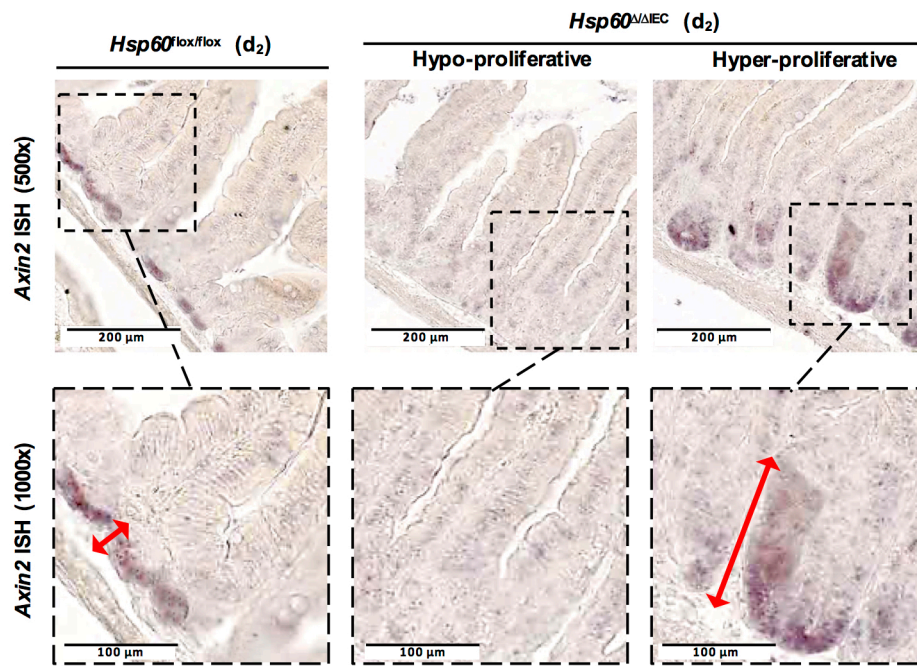 Hsp60flox/flox (d2)
Hsp60Δ/ΔIEC (d2)
Hypo-proliferative
Hyper-proliferative
Axin2 ISH (500x)
200 µm
200 µm
200 µm
Axin2 ISH (1000x)
100 µm
100 µm
100 µm